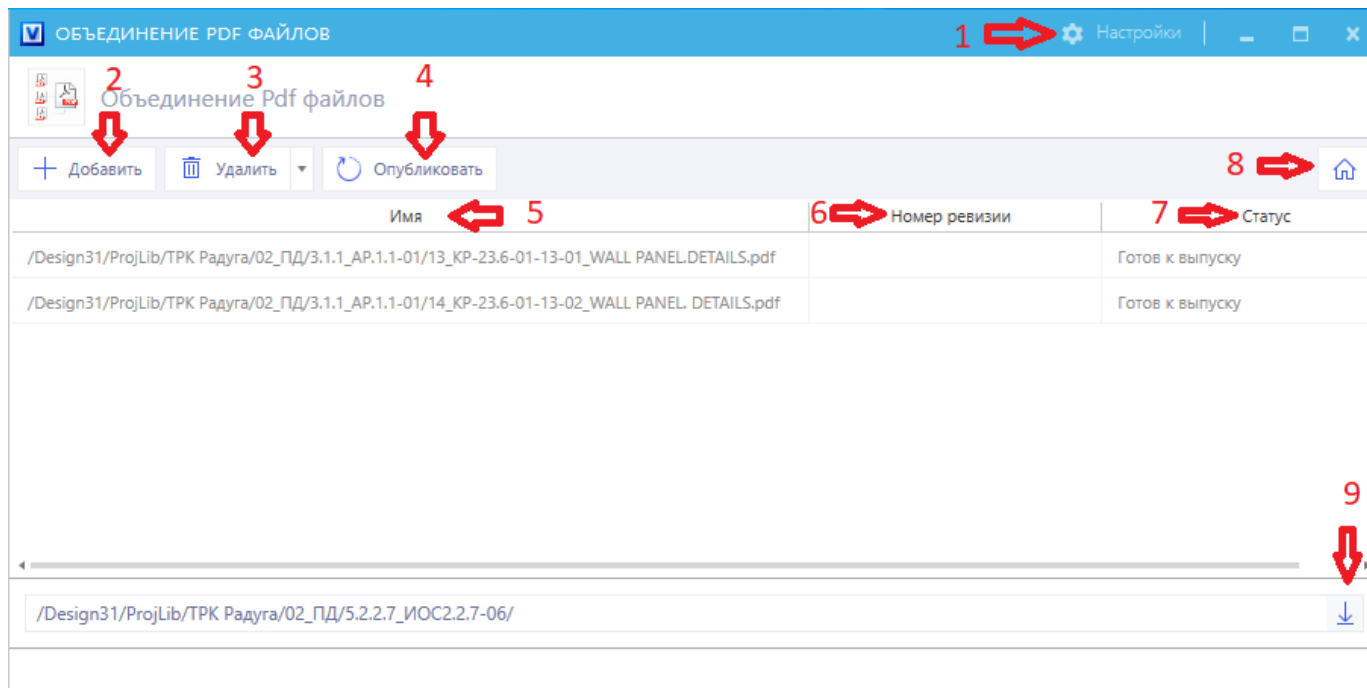 V ОБЪЕДИНЕНИЕ PDF ФАЙЛОВ 1 Настройки
2 3 4
Объединение Pdf файлов
Добавить Удалить Опубликовать 8
Имя 5 6 Номер ревизии 7 Статус
/Design31/ProjLib/ТРК Радуга/02_ПД/3.1.1_АР.1.1-01/13_КР-23.6-01-13-01_WALL PANEL.DETAILS.pdf Готов к выпуску
/Design31/ProjLib/ТРК Радуга/02_ПД/3.1.1_АР.1.1-01/14_КР-23.6-01-13-02_WALL PANEL. DETAILS.pdf Готов к выпуску
9
/Design31/ProjLib/ТРК Радуга/02_ПД/5.2.2.7_ИОС2.2.7-06/